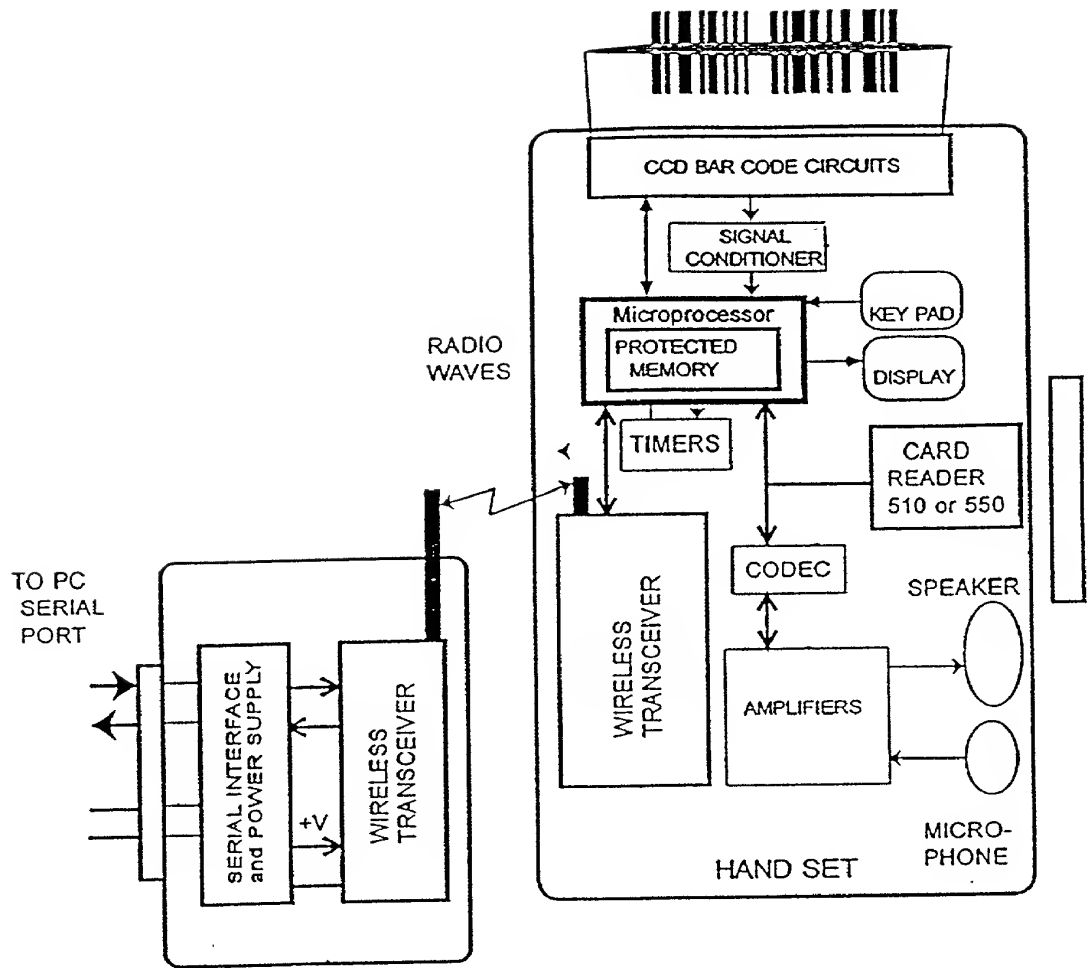 CCD BAR CODE CIRCUITS
SIGNAL
CONDITIONER
Microprocessor
PROTECTED
MEMORY
KEY PAD
DISPLAY
RADIO
WAVES
TIMERS
CARD
READER
510 or 550
CODEC
SPEAKER
WIRELESS
TRANSCEIVER
AMPLIFIERS
MICRO-
PHONE
HAND SET
TO PC
SERIAL
PORT
SERIAL INTERFACE
and POWER SUPPLY
+V
WIRELESS
TRANSCEIVER